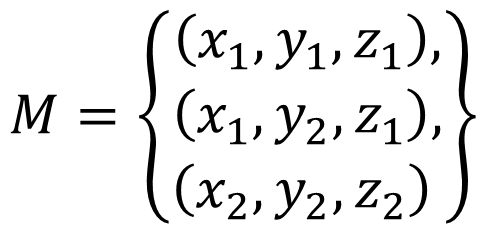 (x₁, y₁, z₁),
M = {(x₁, y₂, z₁),}
(x₂, y₂, z₂)